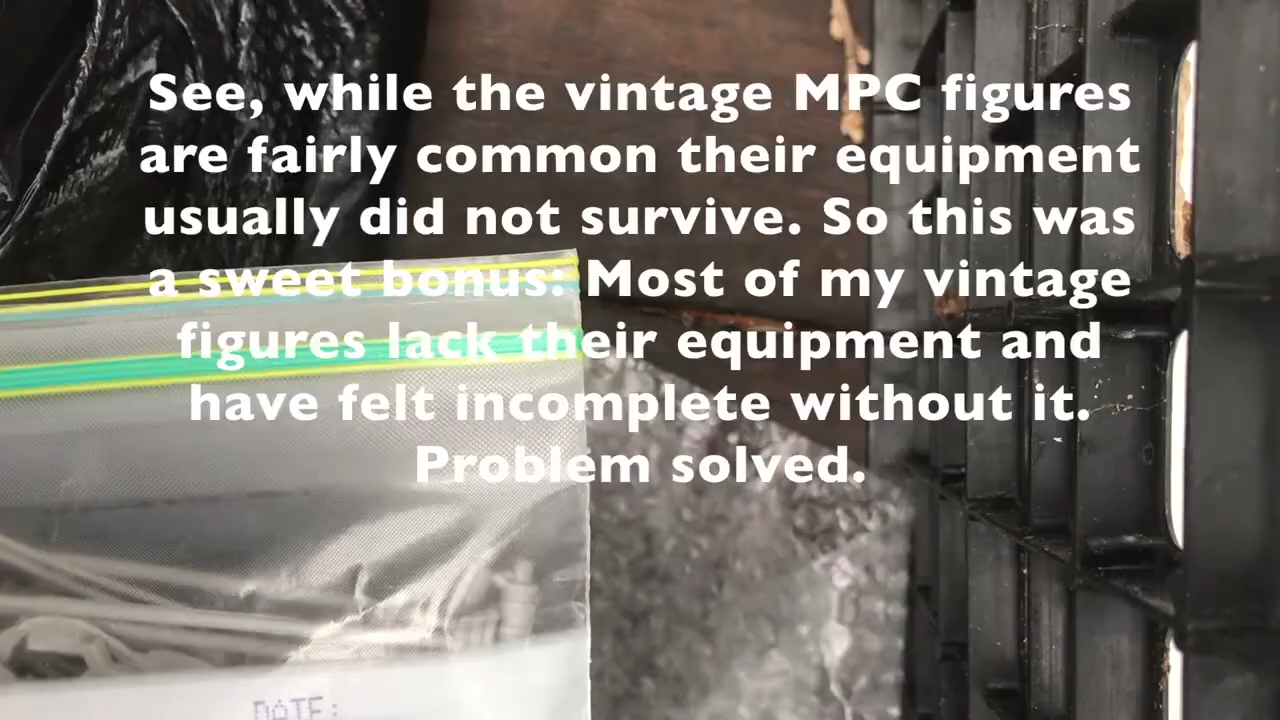 See, while the vintage MPC figures
are fairly common their equipment
usually did not survive. So this was
a sweet bonus: Most of my vintage
figures lack their equipment and
have felt incomplete without it.
Problem solved.
DATE: